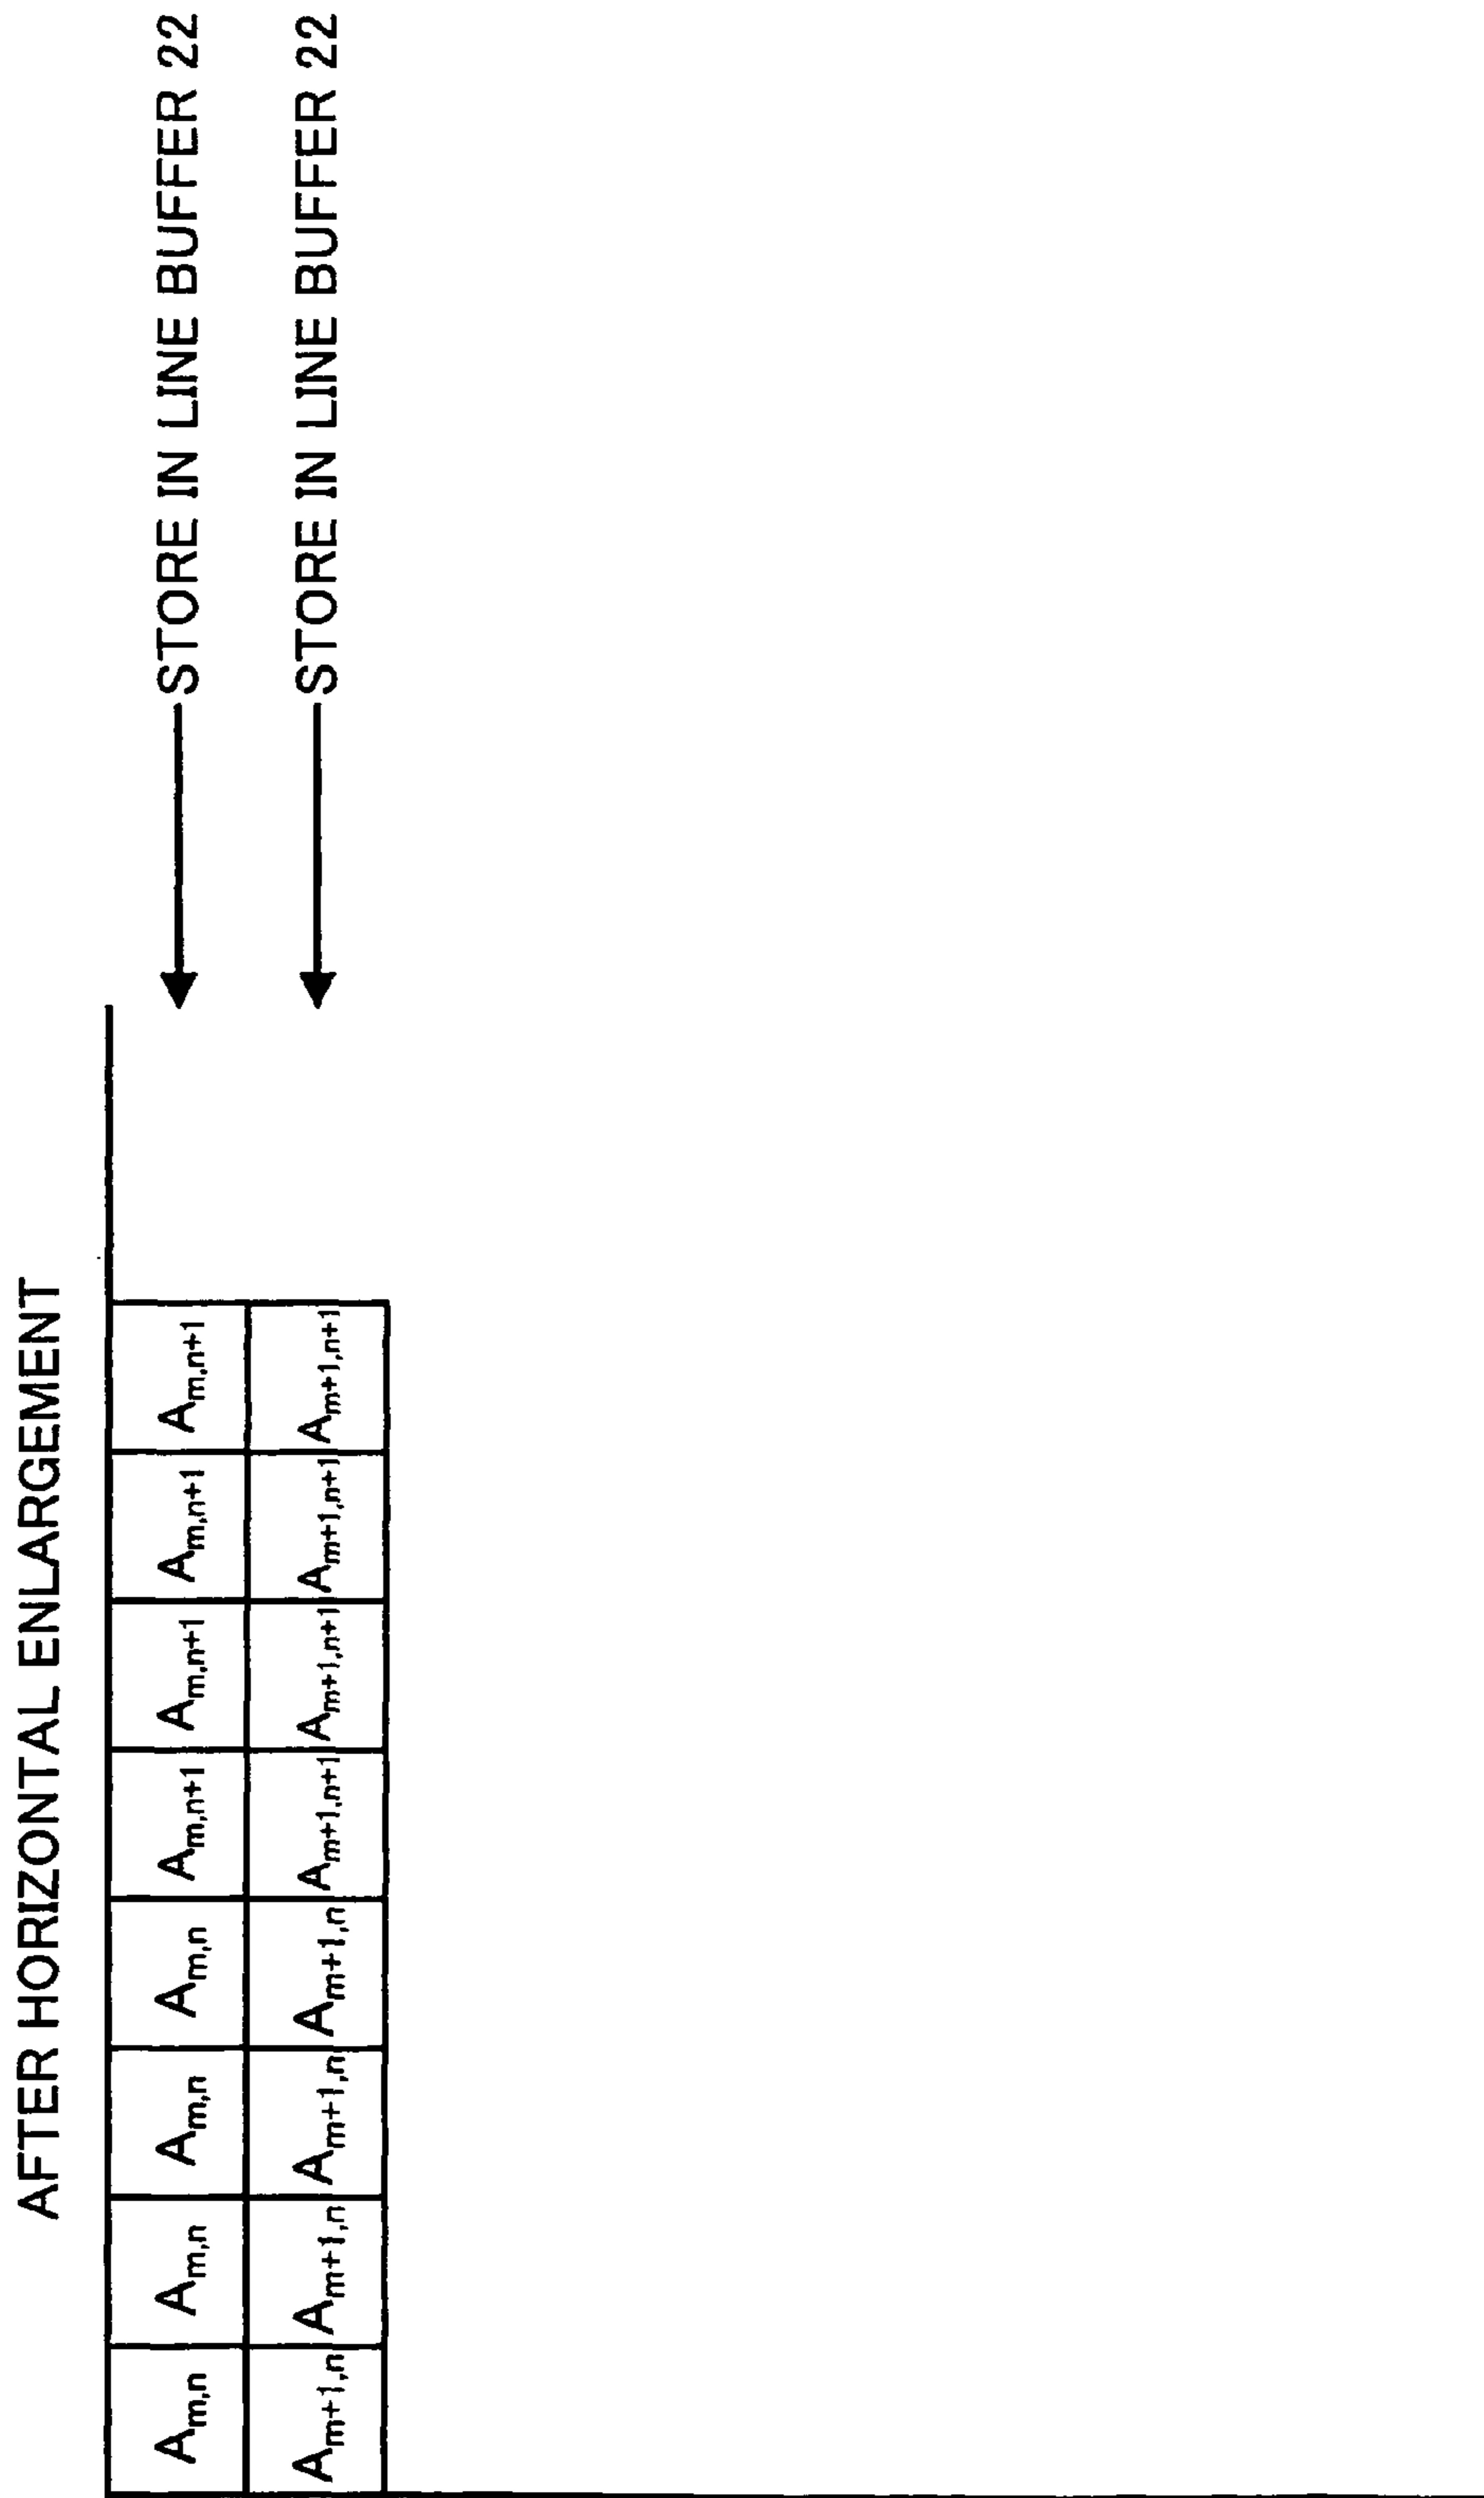 AFTER HORIZONTAL ENLARGEMENT
Am,n Am,n Am,n Am,n Am,n+1 Am,n+1 Am,n+1 Am,n+1 STORE IN LINE BUFFER 22
Am+1,n Am+1,n Am+1,n Am+1,n Am+1,n+1 Am+1,n+1 Am+1,n+1 Am+1,n+1 STORE IN LINE BUFFER 22